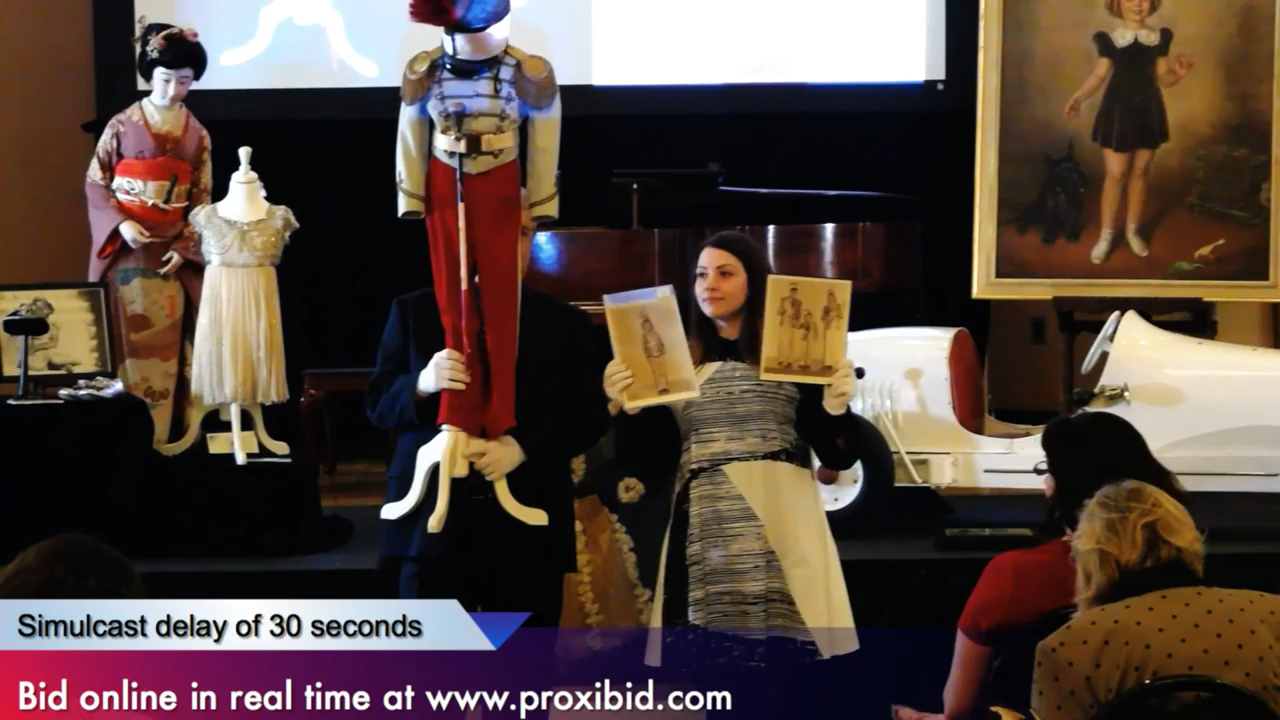 Simulcast delay of 30 seconds
Bid online in real time at www.proxibid.com